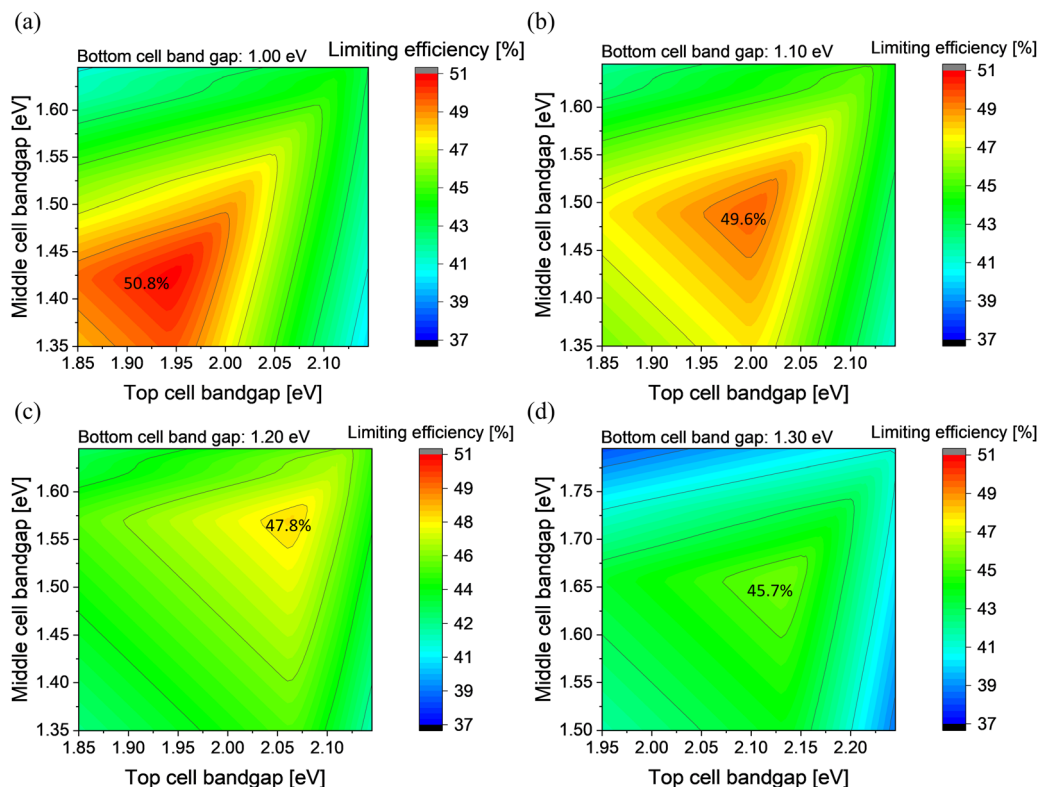 (a)
Bottom cell band gap: 1.00 eV
Limiting efficiency [%]
Middle cell bandgap [eV]
1.60
1.55
1.50
1.45
1.40
1.35
50.8%
1.85 1.90 1.95 2.00 2.05 2.10
Top cell bandgap [eV]
51
49
47
45
43
41
39
37
(b)
Bottom cell band gap: 1.10 eV
Limiting efficiency [%]
Middle cell bandgap [eV]
1.60
1.55
1.50
1.45
1.40
1.35
49.6%
1.85 1.90 1.95 2.00 2.05 2.10
Top cell bandgap [eV]
51
49
47
45
43
41
39
37
(c)
Bottom cell band gap: 1.20 eV
Limiting efficiency [%]
Middle cell bandgap [eV]
1.60
1.55
1.50
1.45
1.40
1.35
47.8%
1.85 1.90 1.95 2.00 2.05 2.10
Top cell bandgap [eV]
51
49
48
46
44
42
41
39
37
(d)
Bottom cell band gap: 1.30 eV
Limiting efficiency [%]
Middle cell bandgap [eV]
1.75
1.70
1.65
1.60
1.55
1.50
45.7%
1.95 2.00 2.05 2.10 2.15 2.20
Top cell bandgap [eV]
51
49
47
45
43
41
39
37